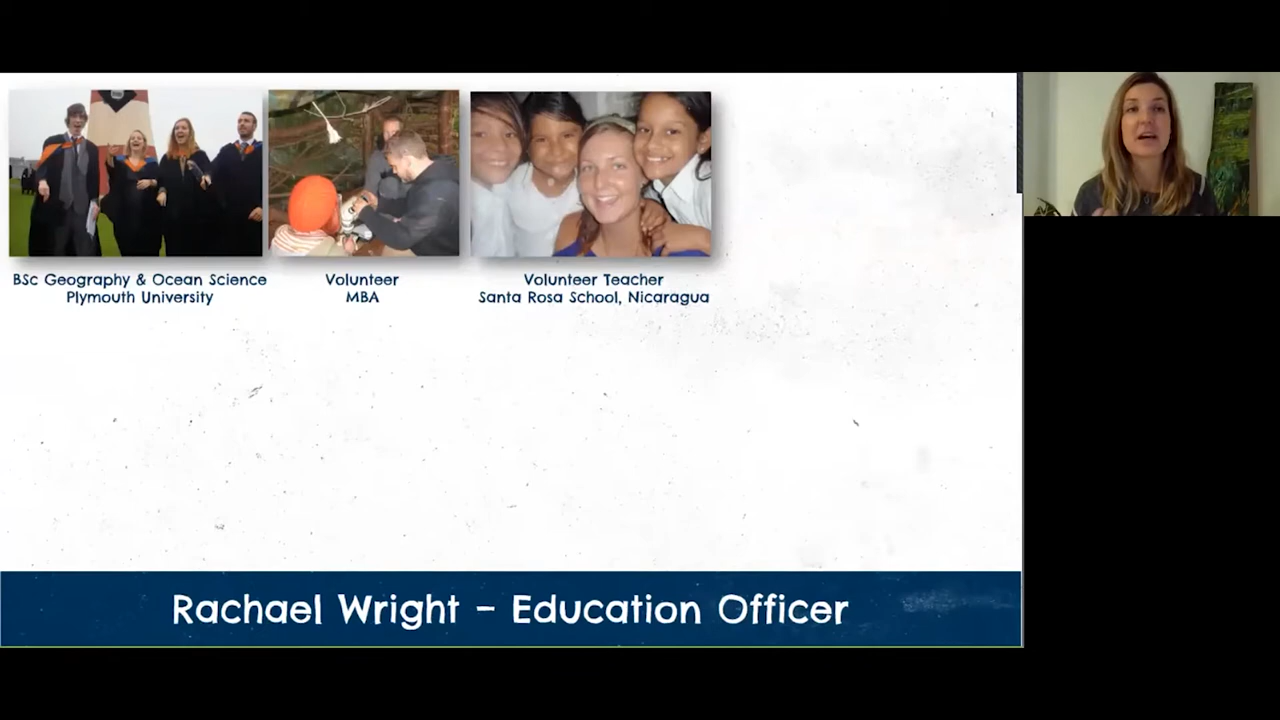 BSc Geography & Ocean Science
Plymouth University
Volunteer
MBA
Volunteer Teacher
Santa Rosa School, Nicaragua
Rachael Wright – Education Officer